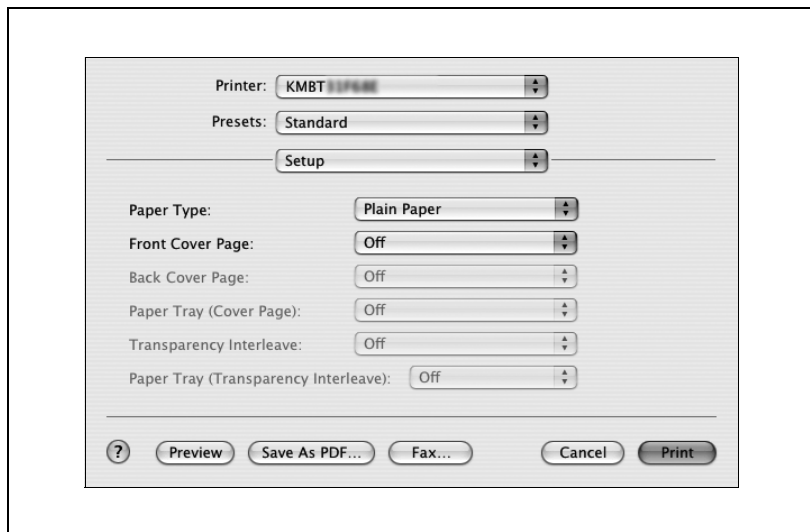 Printer: KMBT
Presets: Standard
Setup
Paper Type: Plain Paper
Front Cover Page: Off
Back Cover Page: Off
Paper Tray (Cover Page): Off
Transparency Interleave: Off
Paper Tray (Transparency Interleave): Off
? Preview Save As PDF... Fax... Cancel Print